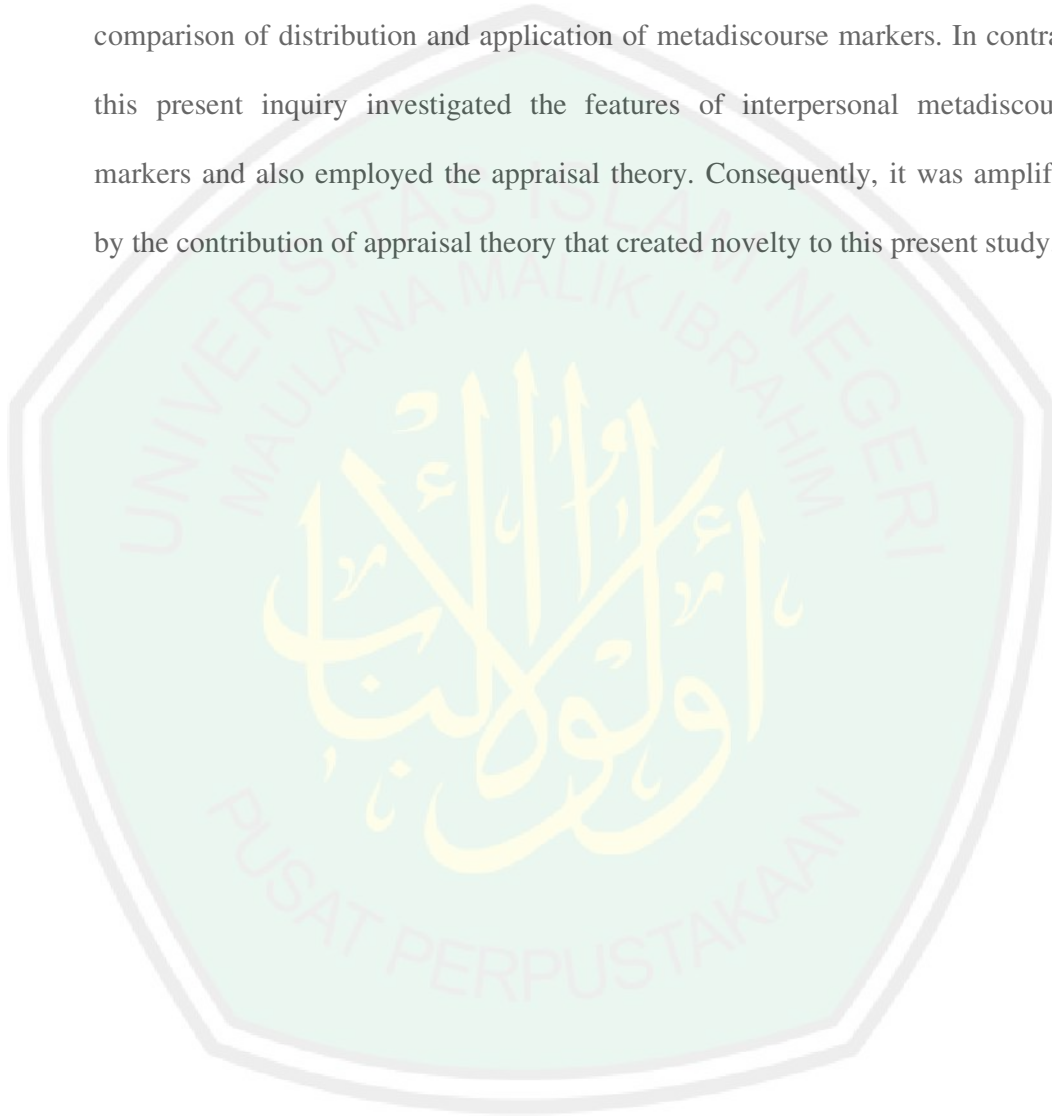 comparison of distribution and application of metadiscourse markers. In contra
this present inquiry investigated the features of interpersonal metadiscou
markers and also employed the appraisal theory. Consequently, it was amplif
by the contribution of appraisal theory that created novelty to this present study
UNIVERSITAS ISLAM NEGERI
MAULANA MALIK IBRAHIM
أولوا الألباب
PUSAT PERPUSTAKAAN